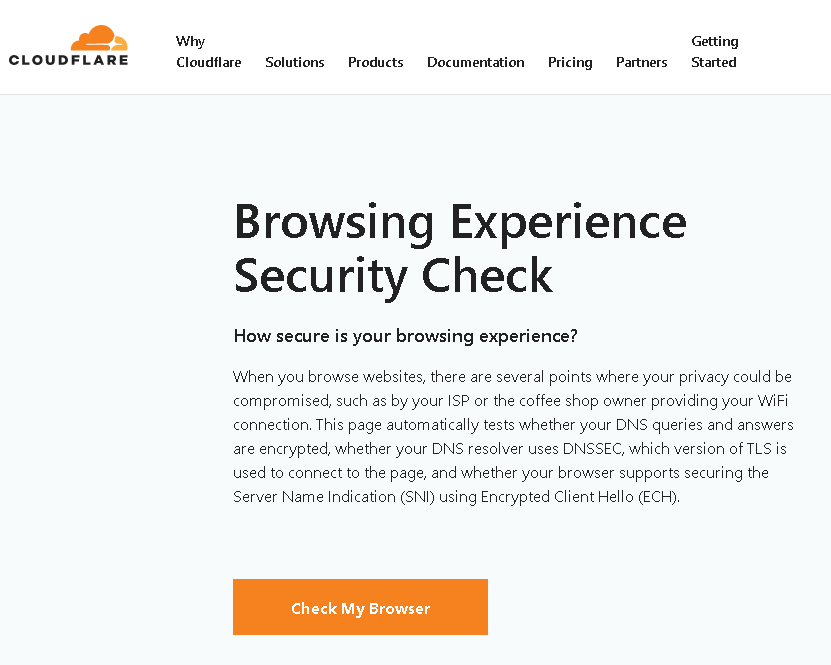 CLOUDFLARE
Why
Cloudflare
Solutions
Products
Documentation
Pricing
Partners
Getting
Started
Browsing Experience
Security Check
How secure is your browsing experience?
When you browse websites, there are several points where your privacy could be
compromised, such as by your ISP or the coffee shop owner providing your WiFi
connection. This page automatically tests whether your DNS queries and answers
are encrypted, whether your DNS resolver uses DNSSEC, which version of TLS is
used to connect to the page, and whether your browser supports securing the
Server Name Indication (SNI) using Encrypted Client Hello (ECH).
Check My Browser